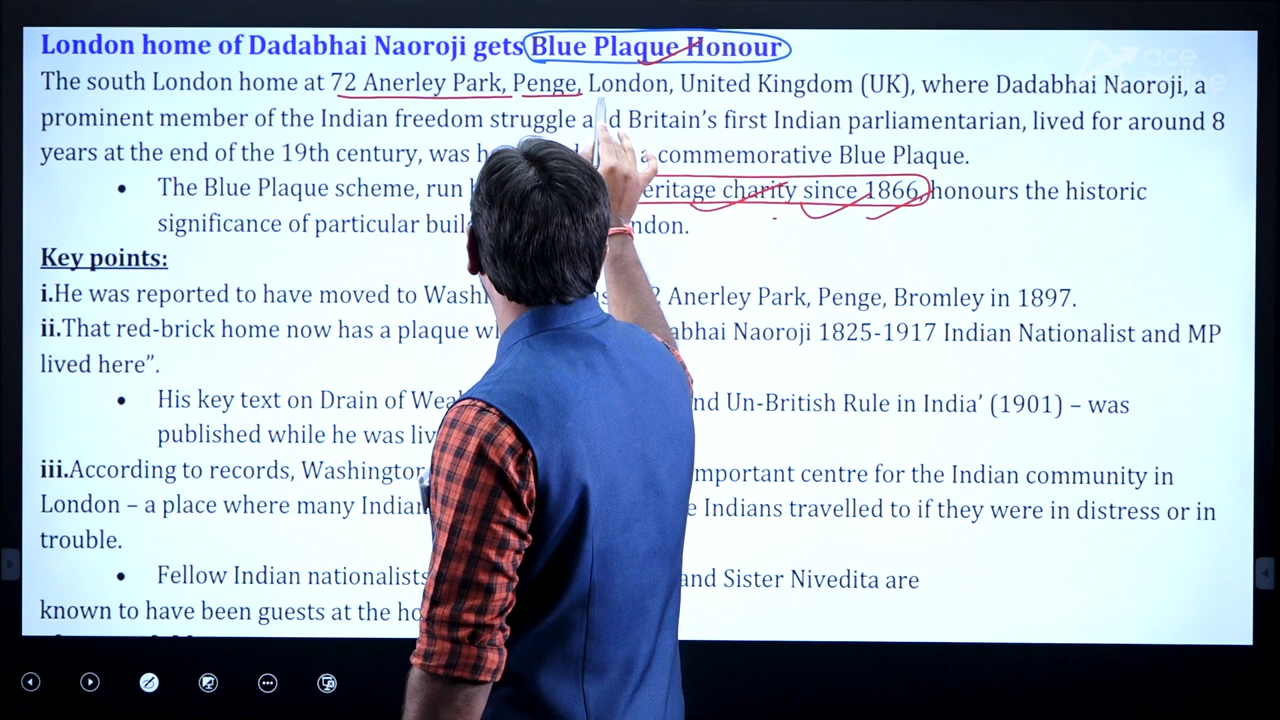 London home of Dadabhai Naoroji gets Blue Plaque Honour
The south London home at 72 Anerley Park, Penge, London, United Kingdom (UK), where Dadabhai Naoroji, a
prominent member of the Indian freedom struggle a d Britain's first Indian parliamentarian, lived for around 8
years at the end of the 19th century, was a commemorative Blue Plaque.
• The Blue Plaque scheme, run eritage charity since 1866, honours the historic
significance of particular buil ndon.
Key points:
i.He was reported to have moved to Washi Anerley Park, Penge, Bromley in 1897.
ii.That red-brick home now has a plaque abhai Naoroji 1825-1917 Indian Nationalist and MP
lived here”.
• His key text on Drain of Wea nd Un-British Rule in India’ (1901) – was
published while he was liv
iii.According to records, Washington mportant centre for the Indian community in
London – a place where many Indian e Indians travelled to if they were in distress or in
trouble.
• Fellow Indian nationalists and Sister Nivedita are
known to have been guests at the ho
ace
online